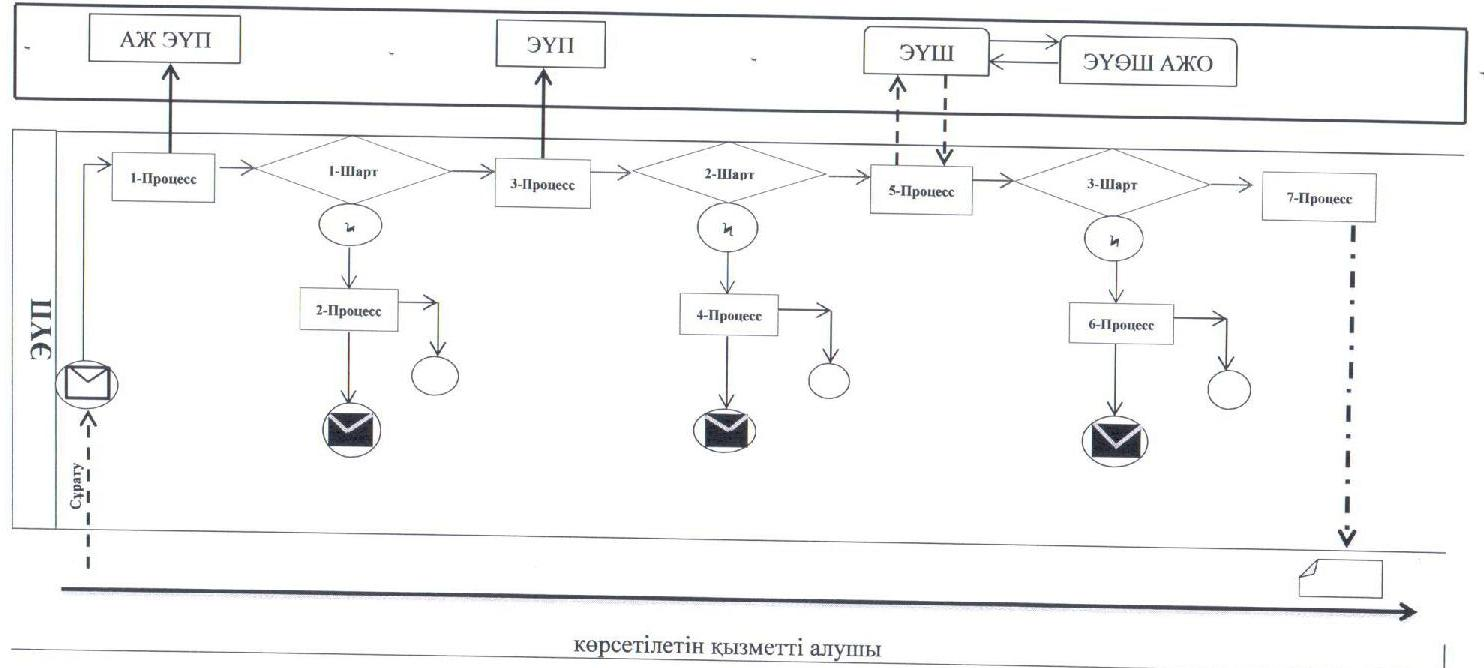 АЖ ЭҮП
ЭҮП
ЭҮШ
ЭҮӘШ АЖО
1-Процесс
1-Шарт
3-Процесс
2-Шарт
5-Процесс
3-Шарт
7-Процесс
2-Процесс
4-Процесс
6-Процесс
ЭҮП
Сұрату
көрсетілетін қызметті алушы